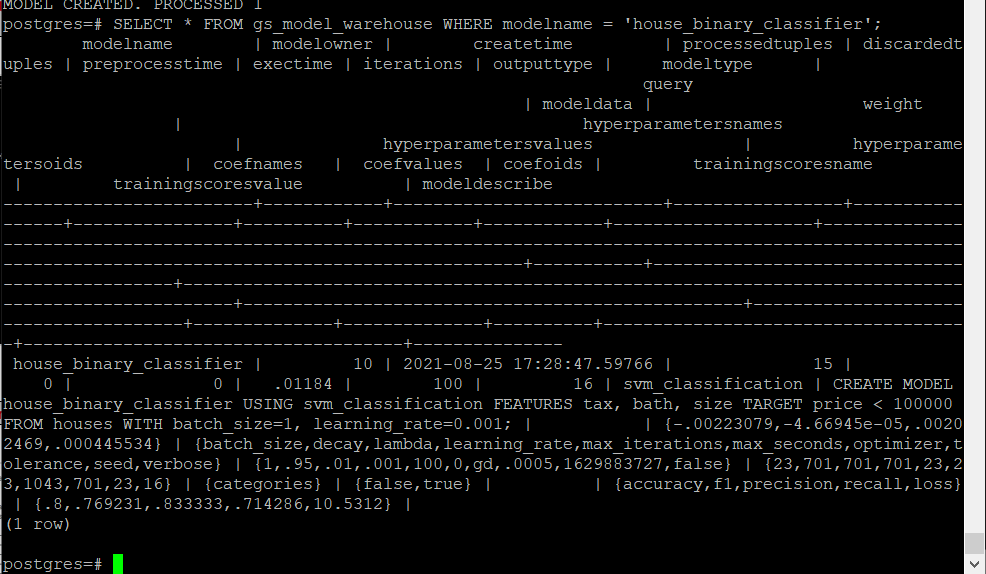 MODEL CREATED. PROCESSED 1
postgres=# SELECT * FROM gs_model_warehouse WHERE modelname = 'house_binary_classifier';
        modelname        | modelowner |         createtime         | processedtuples | discardedt
uples | preprocesstime | exectime | iterations | outputtype |     modeltype      |
                                                                query
                                                    | modeldata |                     weight
                 |                                        hyperparametersnames
                       |              hyperparametersvalues               |          hyperparame
tersoids          |  coefnames   |  coefvalues  | coefoids |         trainingscoresname
 |         trainingscoresvalue          | modeldescribe
-------------------------+------------+----------------------------+-----------------+-----------
------+----------------+----------+------------+------------+--------------------+---------------
-------------------------------------------------------------------------------------------------
----------------------------------------------------+-----------+--------------------------------
-----------------+-------------------------------------------------------------------------------
-----------------------+--------------------------------------------------+----------------------
------------------+--------------+--------------+----------+------------------------------------
-+--------------------------------------+---------------
 house_binary_classifier |         10 | 2021-08-25 17:28:47.59766 |              15 |
    0 |              0 |   .01184 |        100 |         16 | svm_classification | CREATE MODEL
house_binary_classifier USING svm_classification FEATURES tax, bath, size TARGET price < 100000
FROM houses WITH batch_size=1, learning_rate=0.001; |           | {-.00223079,-4.66945e-05,.0020
2469,.000445534} | {batch_size,decay,lambda,learning_rate,max_iterations,max_seconds,optimizer,t
olerance,seed,verbose} | {1,.95,.01,.001,100,0,gd,.0005,1629883727,false} | {23,701,701,701,23,2
3,1043,701,23,16} | {categories} | {false,true} |          | {accuracy,f1,precision,recall,loss}
 | {.8,.769231,.833333,.714286,10.5312} |
(1 row)
postgres=#